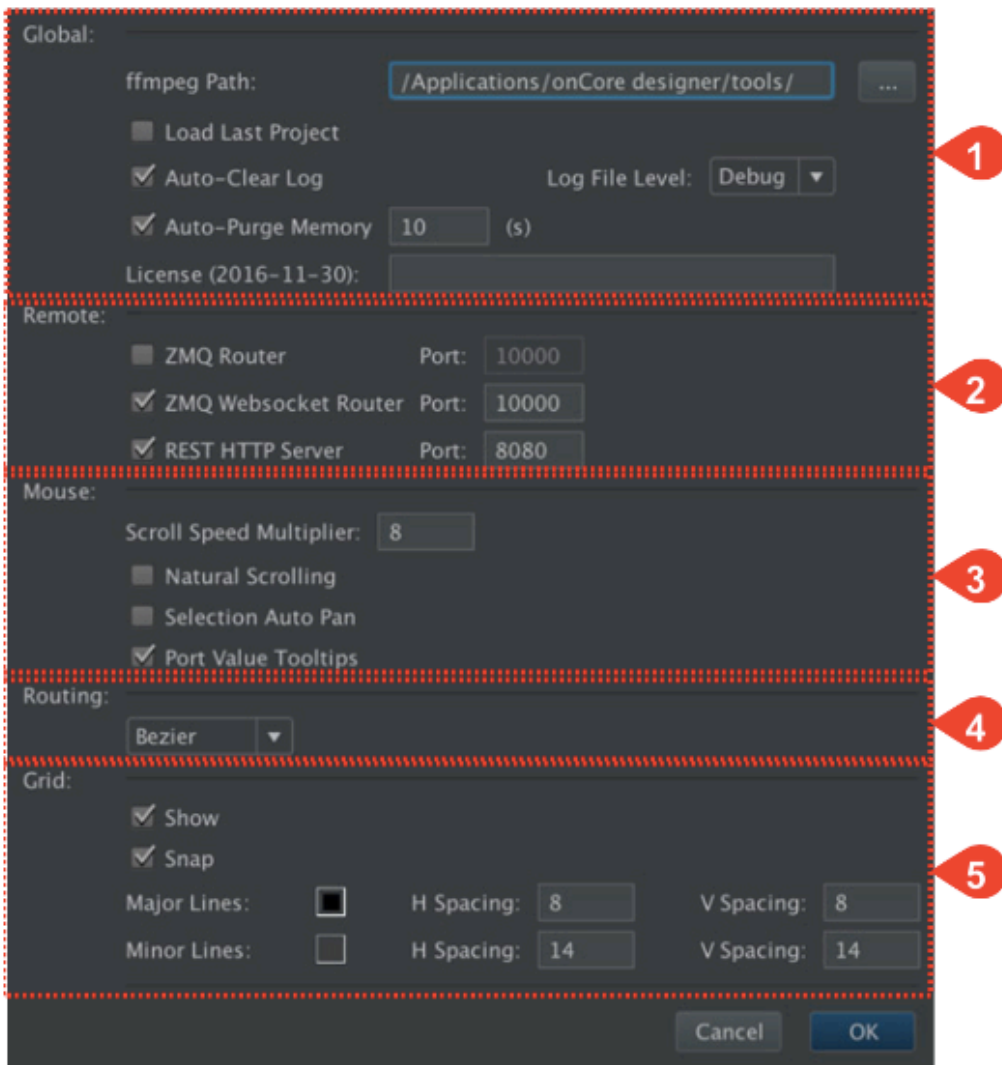 Global:
ffmpeg Path: /Applications/onCore designer/tools/ ...
Load Last Project
1
Auto-Clear Log Log File Level: Debug
Auto-Purge Memory 10 (s)
License (2016-11-30):
Remote:
ZMQ Router Port: 10000
2
ZMQ Websocket Router Port: 10000
REST HTTP Server Port: 8080
Mouse:
Scroll Speed Multiplier: 8
3
Natural Scrolling
Selection Auto Pan
Port Value Tooltips
Routing:
4
Bezier
Grid:
Show
Snap
5
Major Lines: H Spacing: 8 V Spacing: 8
Minor Lines: H Spacing: 14 V Spacing: 14
Cancel OK